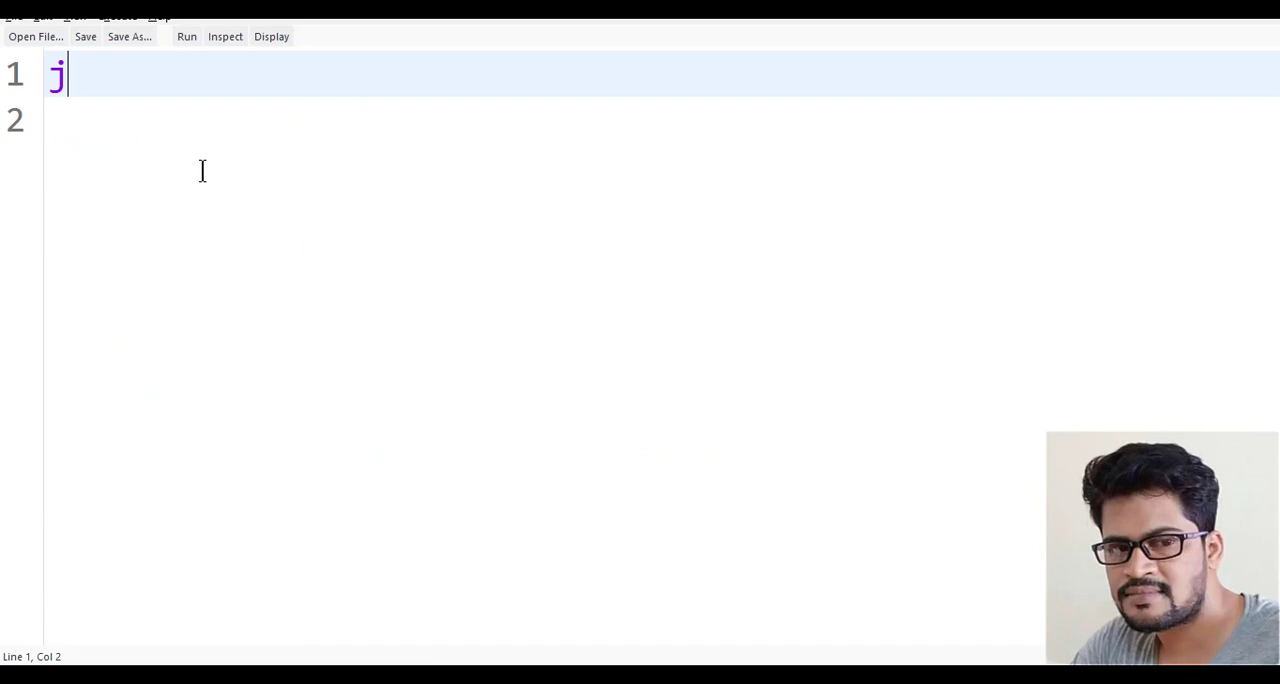 Open File... Save Save As... Run Inspect Display
1 j
2
Line 1, Col 2